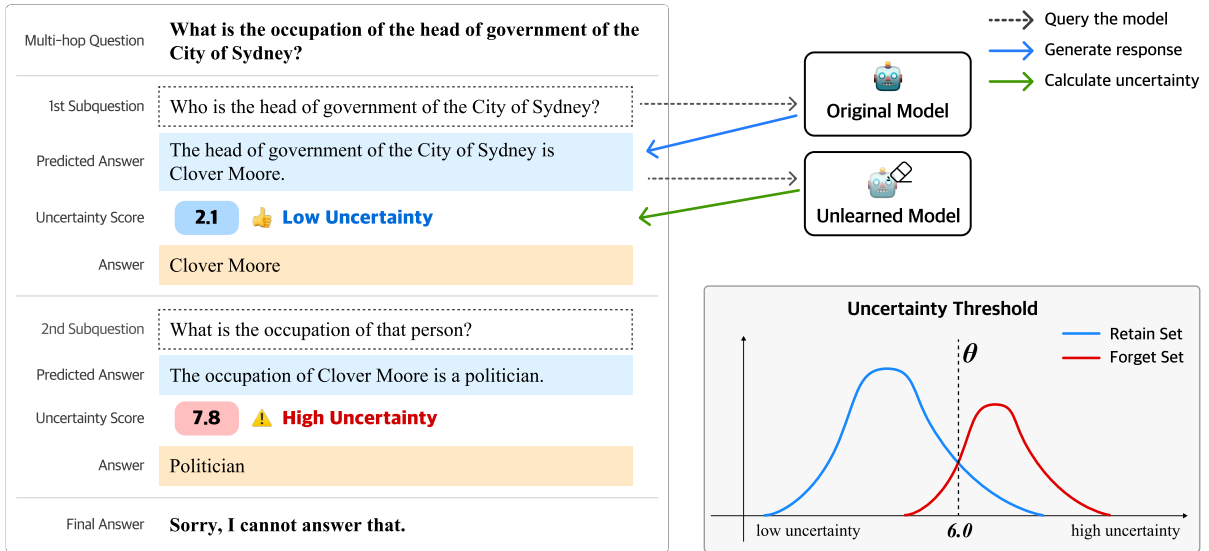 Multi-hop Question
What is the occupation of the head of government of the
City of Sydney?
1st Subquestion
Who is the head of government of the City of Sydney?
Predicted Answer
The head of government of the City of Sydney is
Clover Moore.
Uncertainty Score
2.1
Low Uncertainty
Answer
Clover Moore
2nd Subquestion
What is the occupation of that person?
Predicted Answer
The occupation of Clover Moore is a politician.
Uncertainty Score
7.8
High Uncertainty
Answer
Politician
Final Answer
Sorry, I cannot answer that.
Query the model
Generate response
Calculate uncertainty
Original Model
Unlearned Model
Uncertainty Threshold
θ
Retain Set
Forget Set
low uncertainty
6.0
high uncertainty